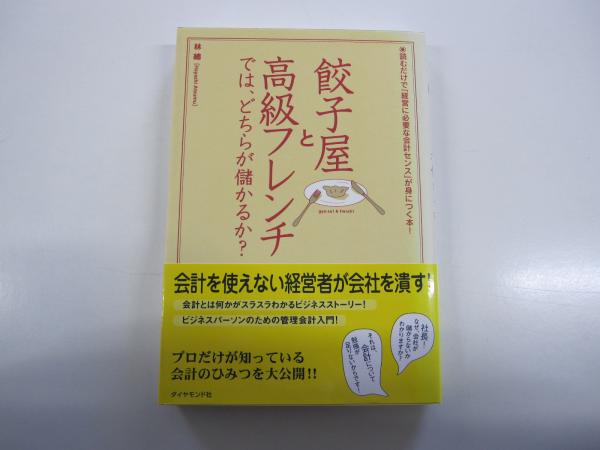 ※読むだけで「経営に必要な会計センス」が身につく本!
餃子屋
と
高級フレンチ
では、どちらが儲かるか?
林 總 (Hayashi Atsumu)
gyoza? & french?
会計を使えない経営者が会社を潰す!
会計とは何かがスラスラわかるビジネスストーリー!
ビジネスパーソンのための管理会計入門!
プロだけが知っている
会計のひみつを大公開!!
社長!
なぜ、会社が
儲からないか
わかりますか?
それは、
会計について
勉強が
足りないからです!
ダイヤモンド社